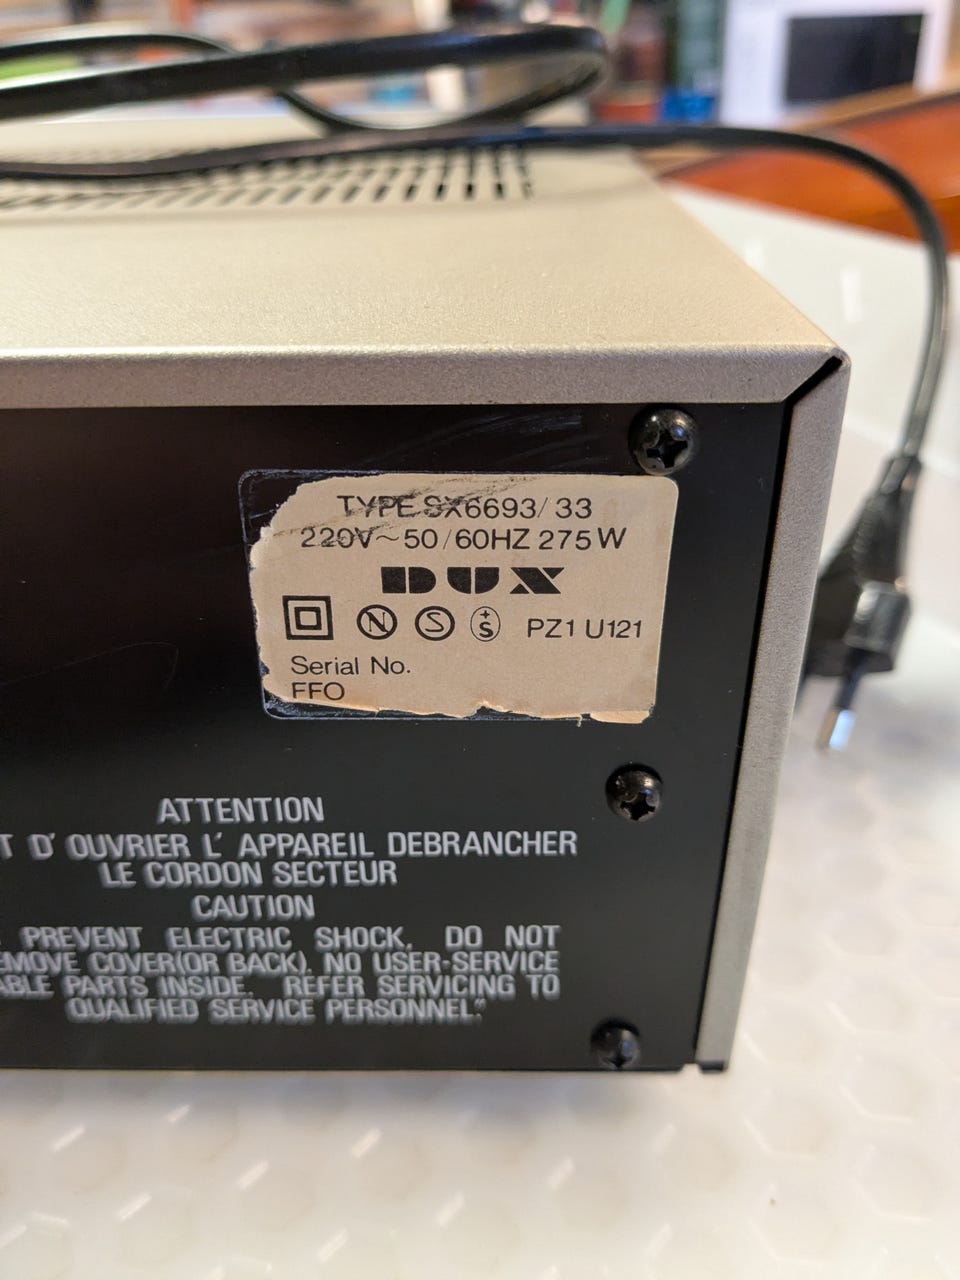 TYPE SX6693/33
220V~50/60HZ 275W
DUX
N S S PZ1 U121
Serial No.
FFO
ATTENTION
T D' OUVRIER L' APPAREIL DEBRANCHER
LE CORDON SECTEUR
CAUTION
PREVENT ELECTRIC SHOCK, DO NOT
EMOVE COVER(OR BACK). NO USER-SERVICE
ABLE PARTS INSIDE. REFER SERVICING TO
QUALIFIED SERVICE PERSONNEL."